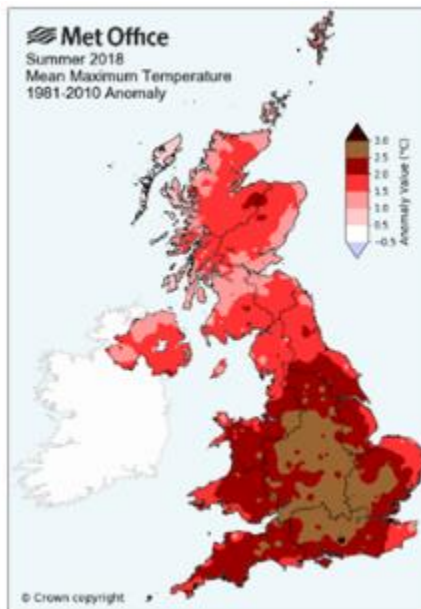 Met Office
Summer 2018
Mean Maximum Temperature
1981-2010 Anomaly
3.0
2.5
2.0
1.5
1.0
0.5
-0.5
Anomaly Value (°C)
© Crown copyright